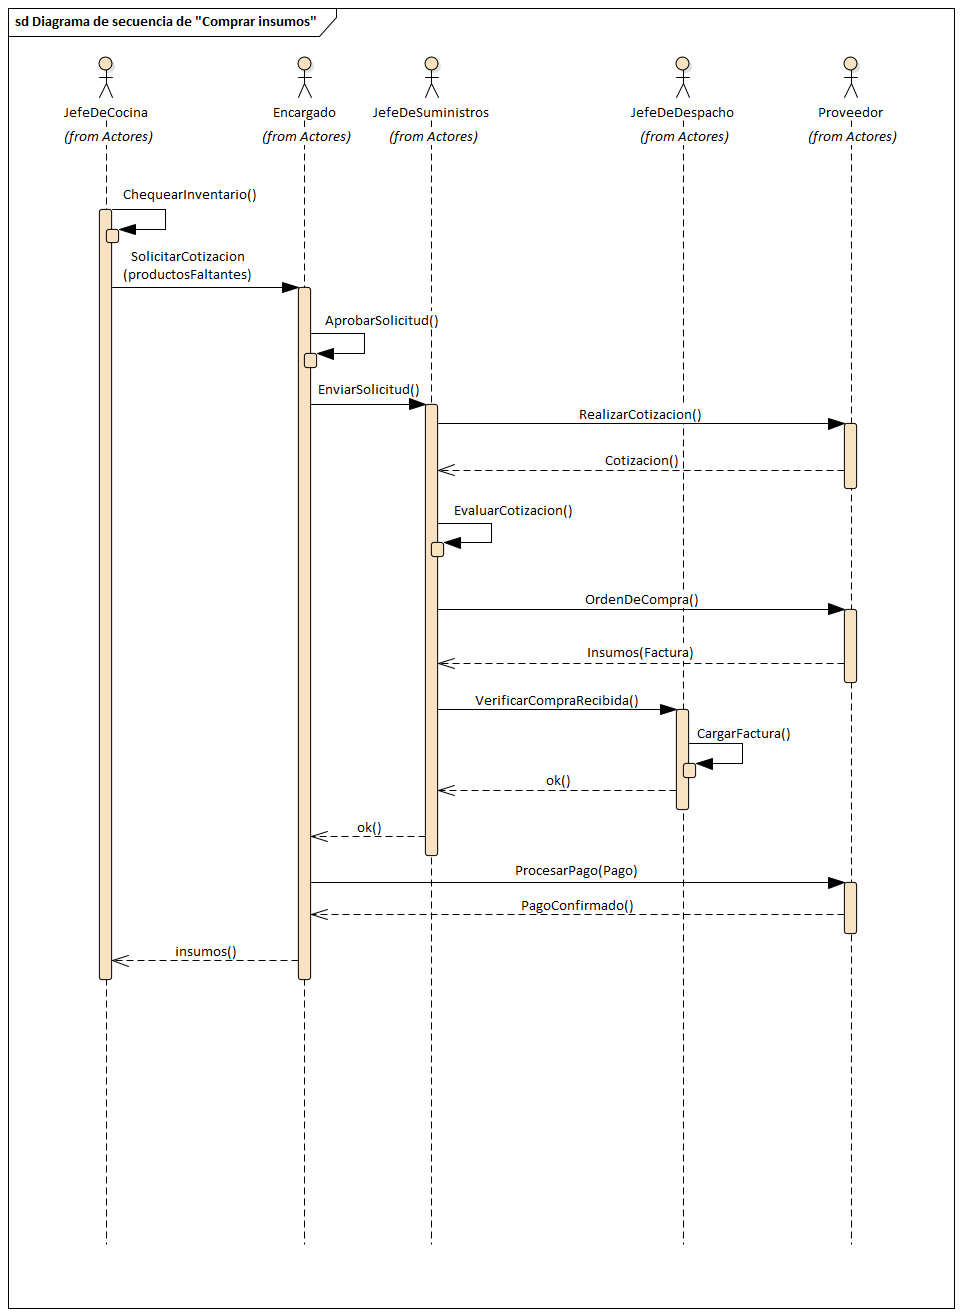 sd Diagrama de secuencia de "Comprar insumos"
JefeDeCocina
Encargado
JefeDeSuministros
JefeDeDespacho
Proveedor
(from Actores)
(from Actores)
(from Actores)
(from Actores)
(from Actores)
ChequearInventario()
SolicitarCotizacion
(productosFaltantes)
AprobarSolicitud()
EnviarSolicitud()
RealizarCotizacion()
Cotizacion()
EvaluarCotizacion()
OrdenDeCompra()
Insumos(Factura)
VerificarCompraRecibida()
CargarFactura()
ok()
ok()
ProcesarPago(Pago)
PagoConfirmado()
insumos()